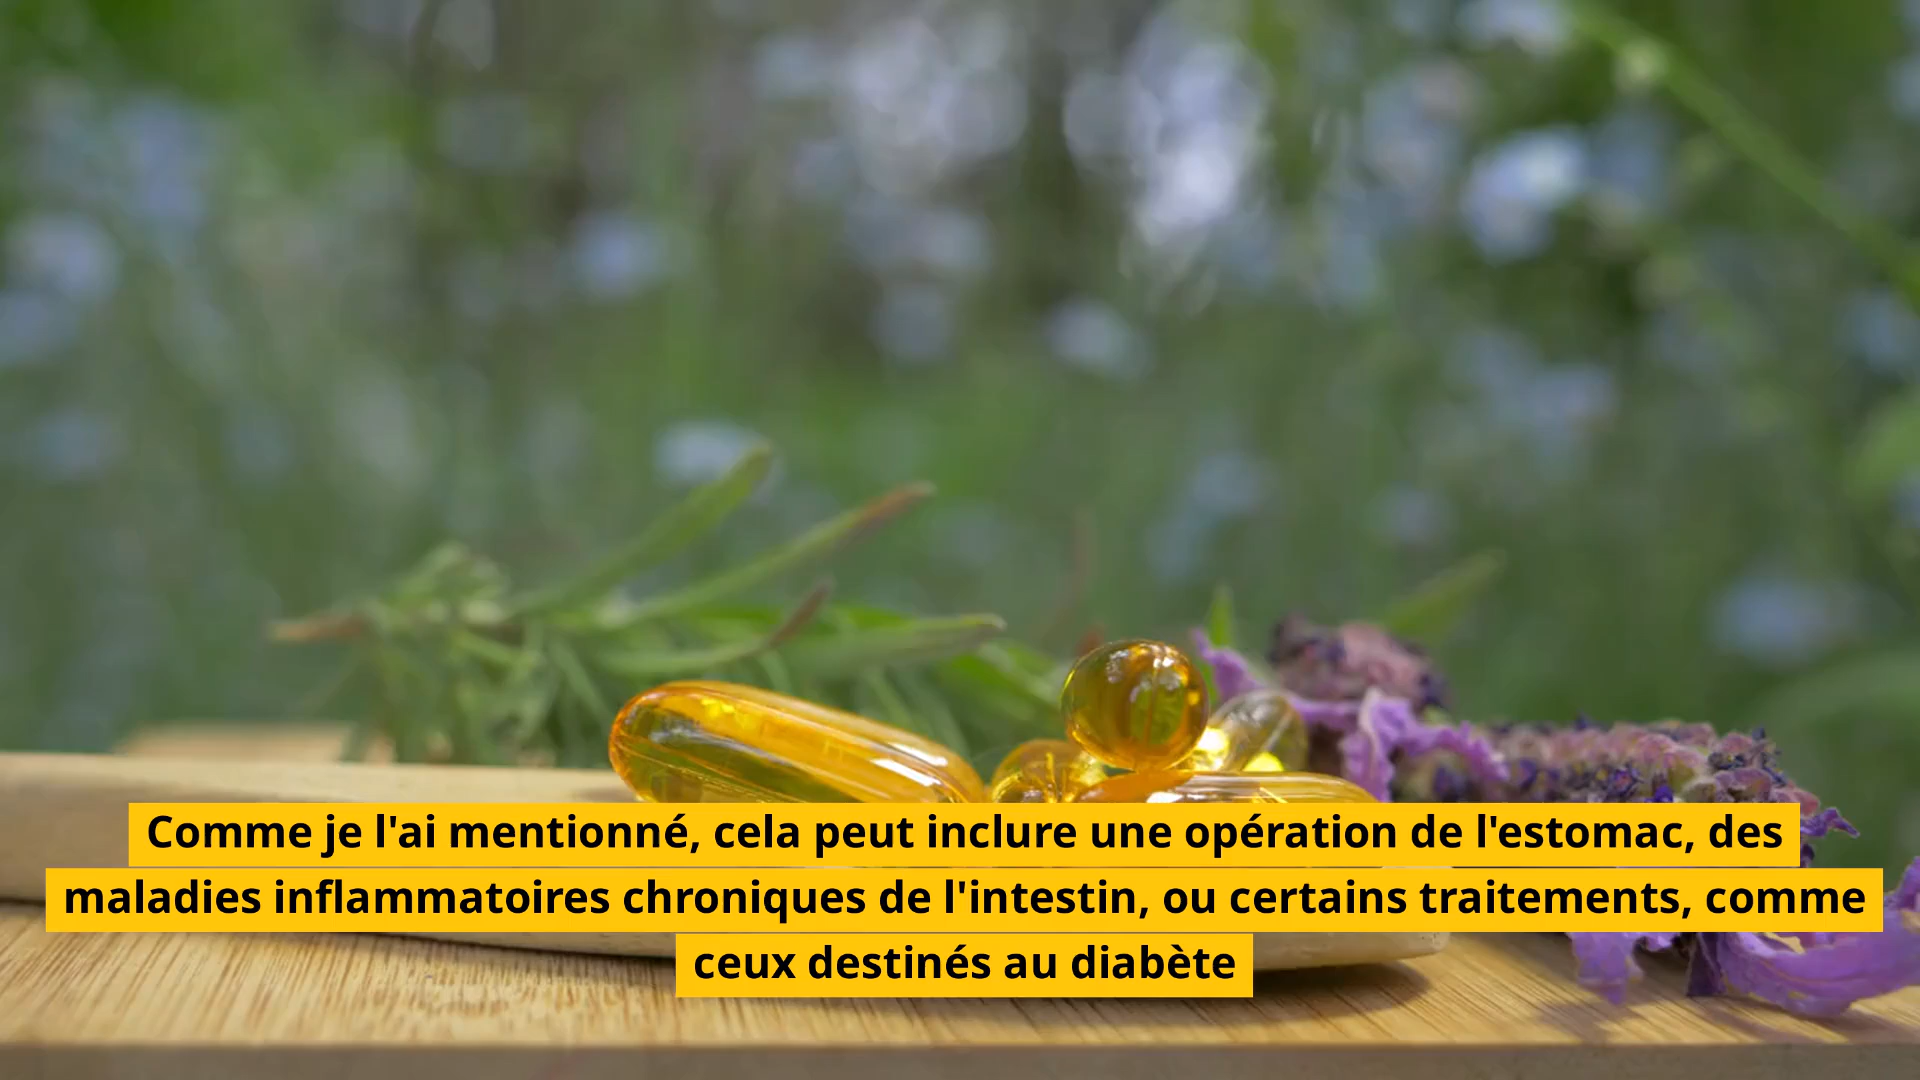 Comme je l'ai mentionné, cela peut inclure une opération de l'estomac, des
maladies inflammatoires chroniques de l'intestin, ou certains traitements, comme
ceux destinés au diabète